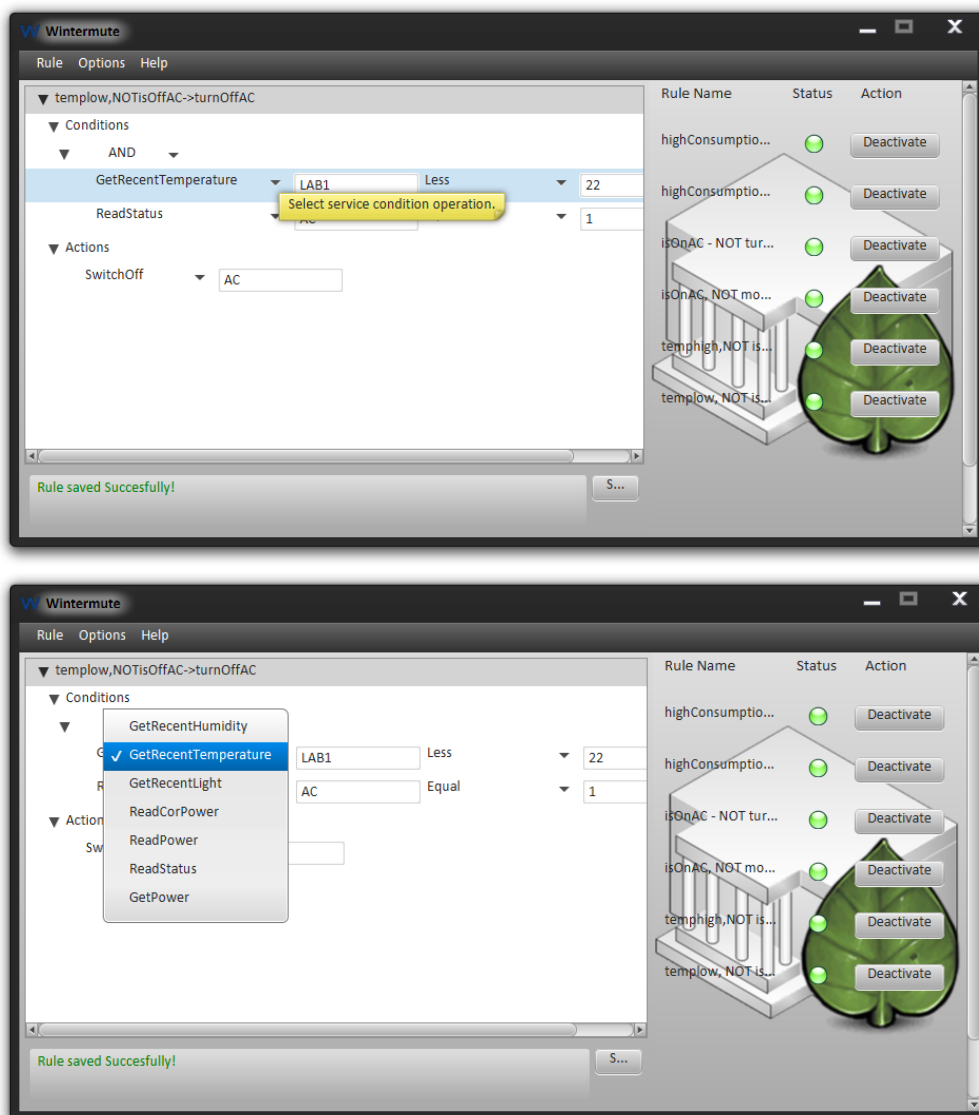 Wintermute
Rule Options Help
templow,NOTisOffAC->turnOffAC
Conditions
AND
GetRecentTemperature LAB1 Less 22
Select service condition operation.
ReadStatus 1
Actions
SwitchOff AC
Rule saved Succesfully!
S...
Rule Name Status Action
highConsumptio... Deactivate
highConsumptio... Deactivate
isOnAC - NOT tur... Deactivate
isOnAC, NOT mo... Deactivate
temphigh,NOT is... Deactivate
templow, NOT is... Deactivate
Wintermute
Rule Options Help
templow,NOTisOffAC->turnOffAC
Conditions
GetRecentHumidity
GetRecentTemperature
GetRecentLight
ReadCorPower
ReadPower
ReadStatus
GetPower
LAB1 Less 22
AC Equal 1
Action
Sw
Rule saved Succesfully!
S...
Rule Name Status Action
highConsumptio... Deactivate
highConsumptio... Deactivate
isOnAC - NOT tur... Deactivate
isOnAC, NOT mo... Deactivate
temphigh,NOT is... Deactivate
templow, NOT is... Deactivate